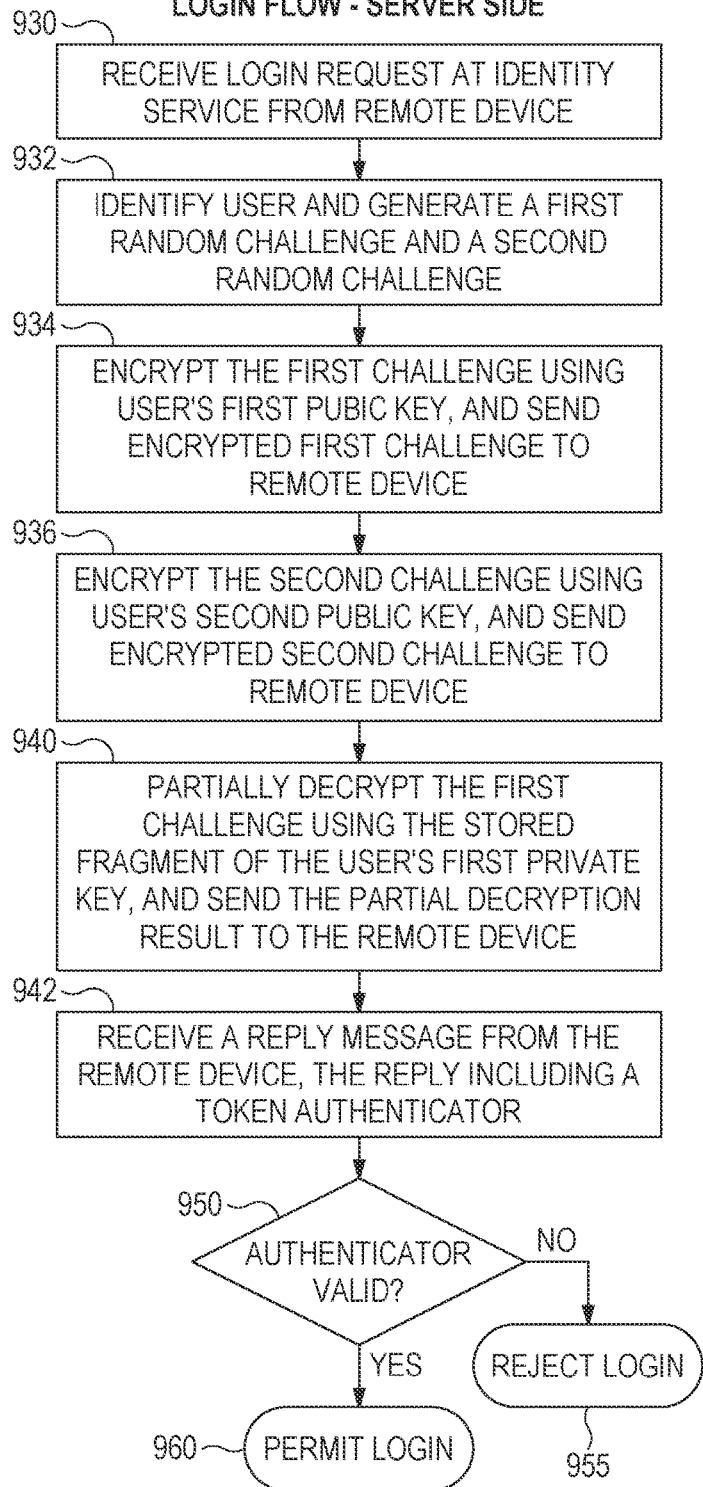 LOGIN FLOW - SERVER SIDE
930
RECEIVE LOGIN REQUEST AT IDENTITY
SERVICE FROM REMOTE DEVICE
932
IDENTIFY USER AND GENERATE A FIRST
RANDOM CHALLENGE AND A SECOND
RANDOM CHALLENGE
934
ENCRYPT THE FIRST CHALLENGE USING
USER'S FIRST PUBIC KEY, AND SEND
ENCRYPTED FIRST CHALLENGE TO
REMOTE DEVICE
936
ENCRYPT THE SECOND CHALLENGE USING
USER'S SECOND PUBLIC KEY, AND SEND
ENCRYPTED SECOND CHALLENGE TO
REMOTE DEVICE
940
PARTIALLY DECRYPT THE FIRST
CHALLENGE USING THE STORED
FRAGMENT OF THE USER'S FIRST PRIVATE
KEY, AND SEND THE PARTIAL DECRYPTION
RESULT TO THE REMOTE DEVICE
942
RECEIVE A REPLY MESSAGE FROM THE
REMOTE DEVICE, THE REPLY INCLUDING A
TOKEN AUTHENTICATOR
950
AUTHENTICATOR
VALID?
NO
YES
REJECT LOGIN
955
960
PERMIT LOGIN